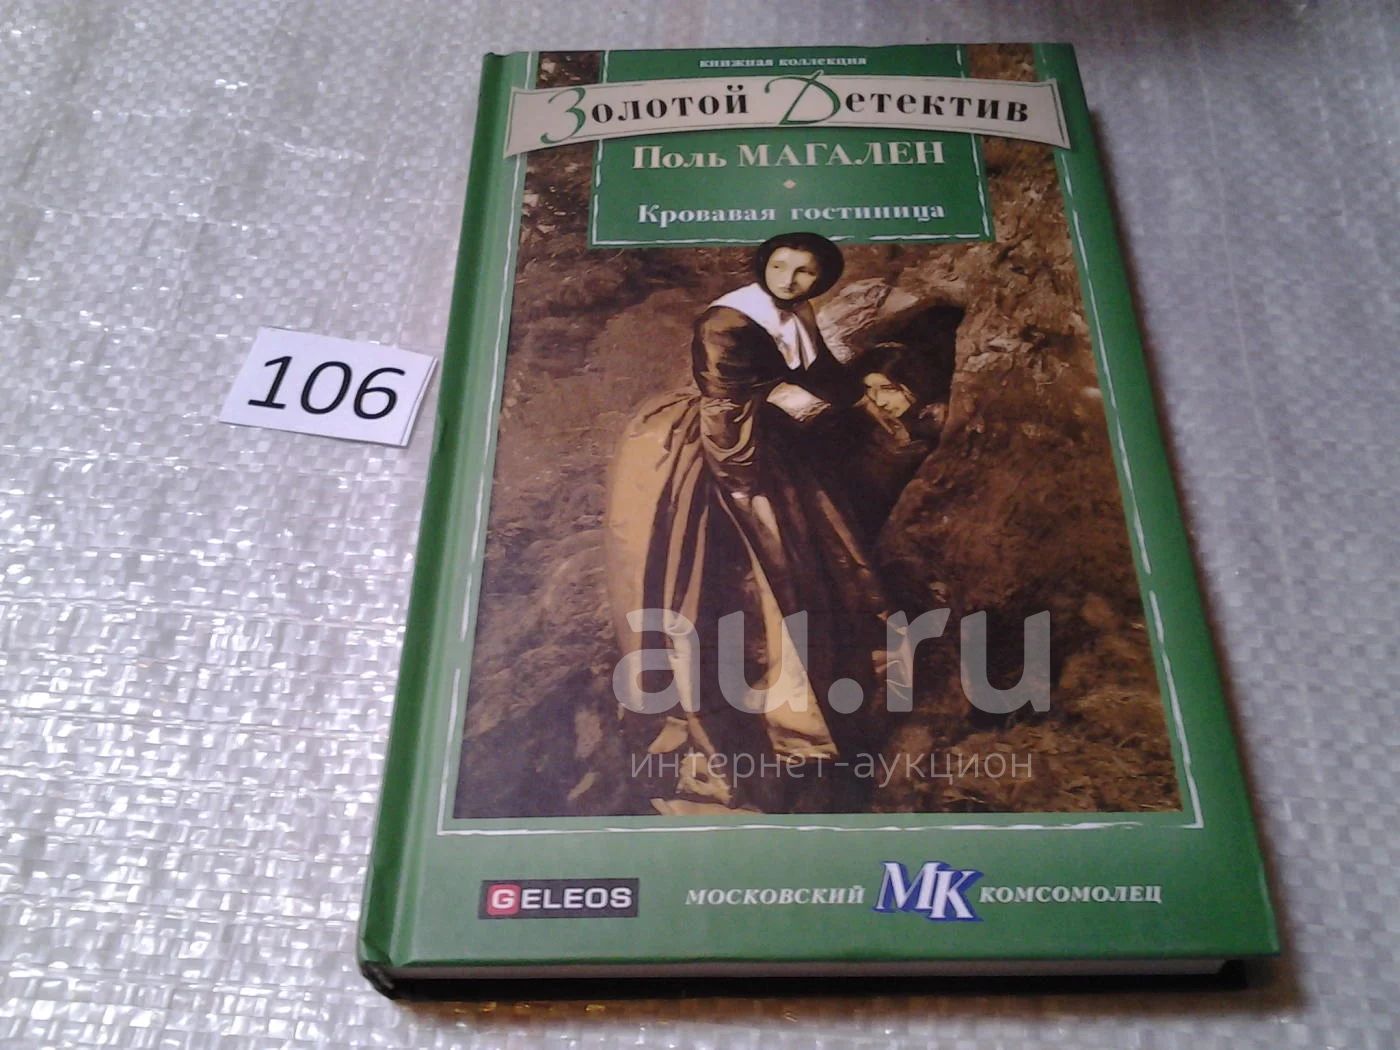 книжная коллекция
Золотой Детектив
Поль МАГАЛЕН
Кровавая гостиница
106
au.ru
интернет-аукцион
GELEOS
МОСКОВСКИЙ МК КОМСОМОЛЕЦ